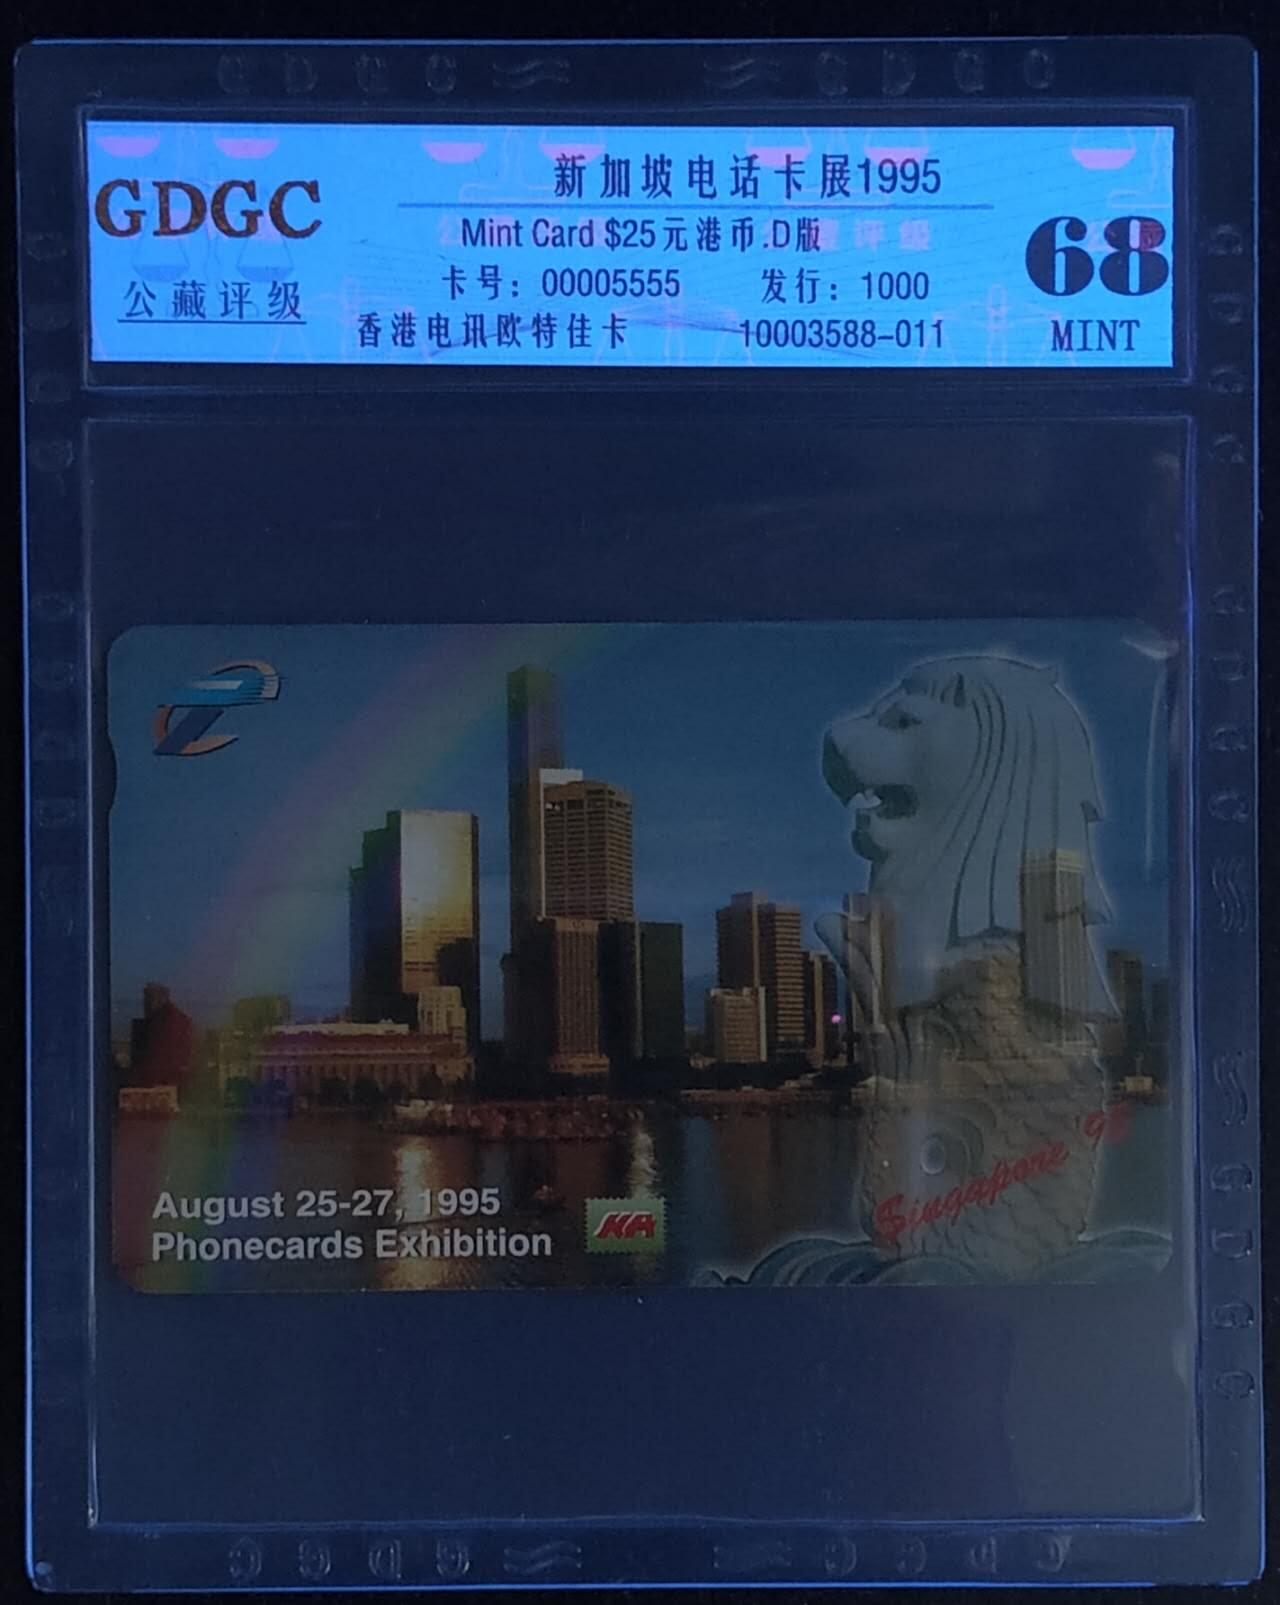 GDGC
公藏评级
新加坡电话卡展1995
Mint Card $25元港币.D版
卡号：00005555 发行：1000
香港电讯欧特佳卡 10003588-011
68
MINT
Singapore '95
August 25-27, 1995
Phonecards Exhibition